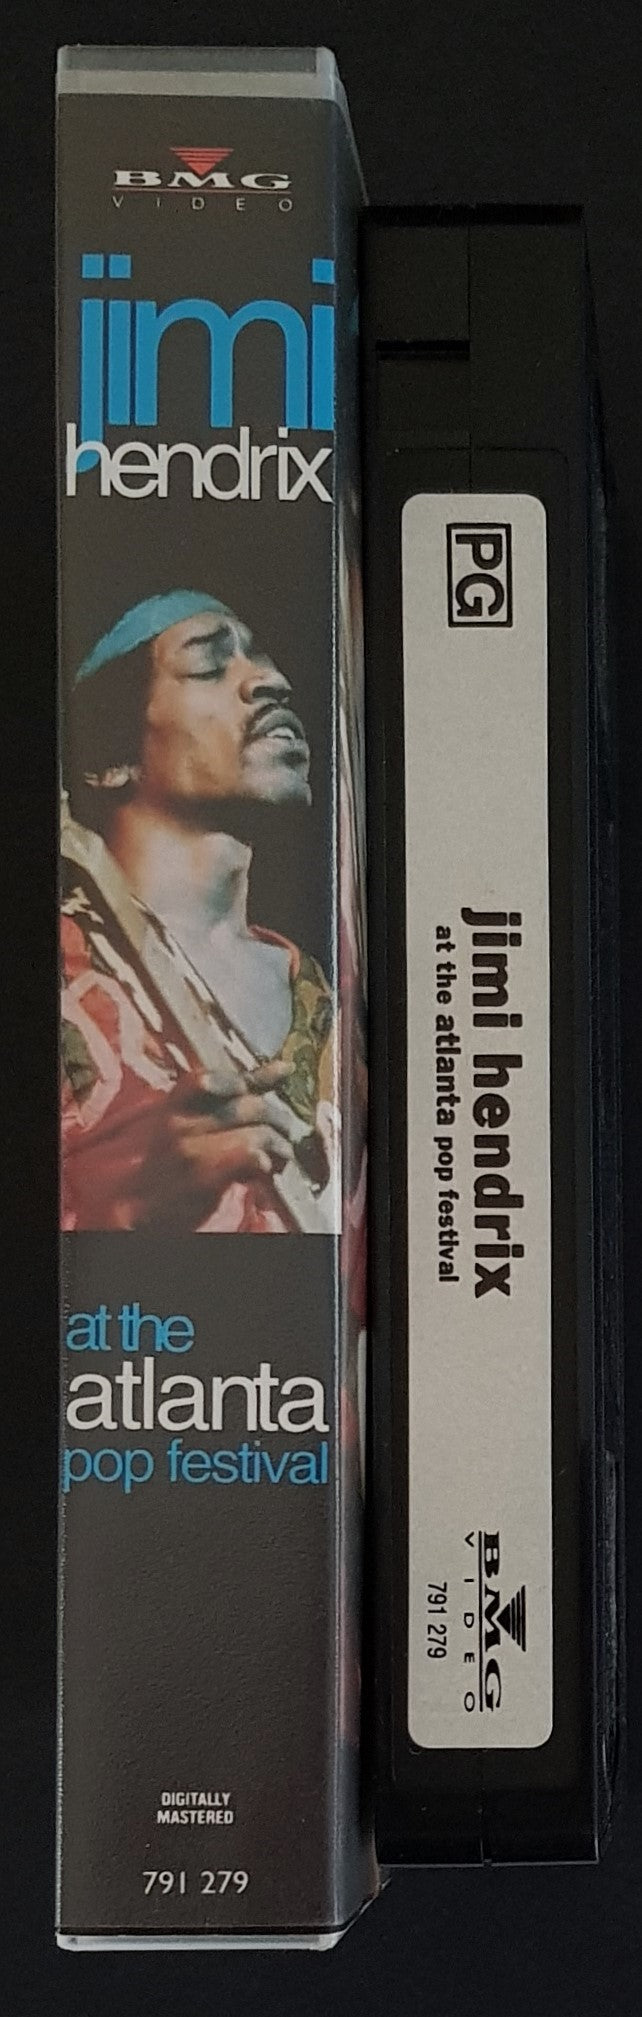 BMG
VIDEO
jimi
hendrix
at the
atlanta
pop festival
DIGITALLY
MASTERED
791 279
PG
jimi hendrix
at the atlanta pop festival
BMG
VIDEO
791 279